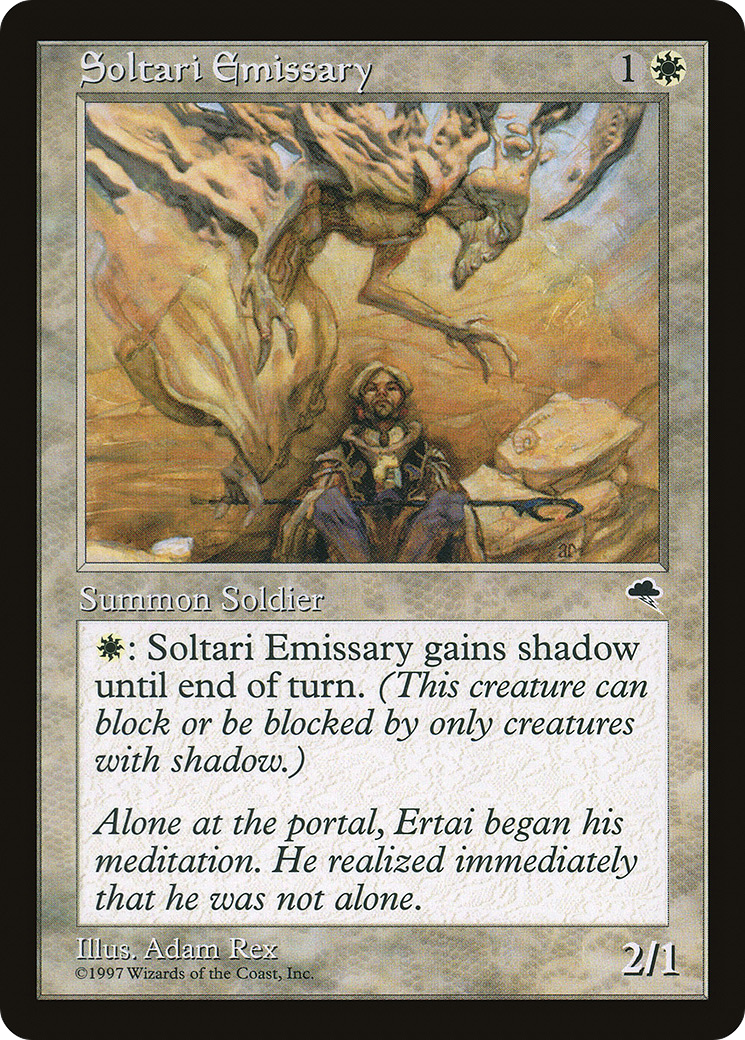 Soltari Emissary 1
: Soltari Emissary gains shadow
until end of turn. (This creature can
block or be blocked by only creatures
with shadow.)
Alone at the portal, Ertai began his
meditation. He realized immediately
that he was not alone.
ar
Summon Soldier
Illus. Adam Rex
©1997 Wizards of the Coast, Inc.
2/1